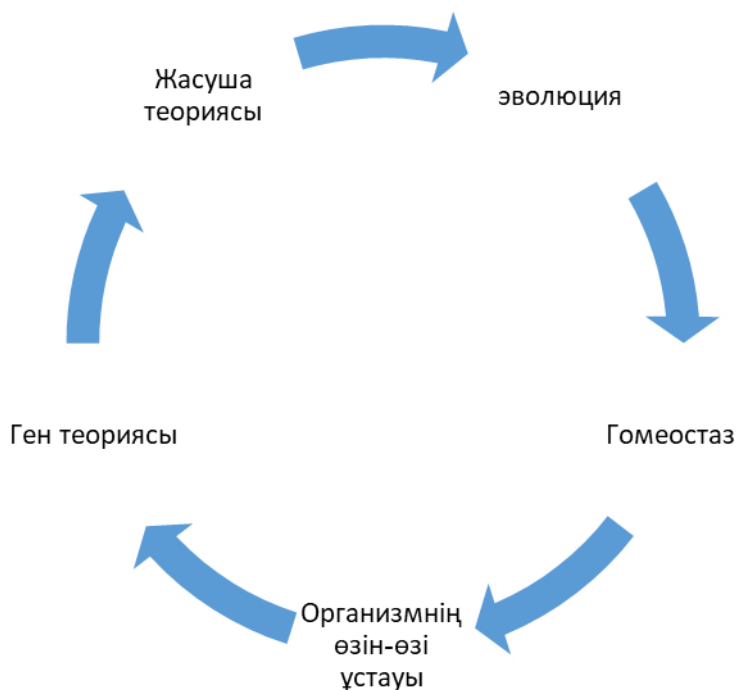 Жасуша
теориясы
эволюция
Гомеостаз
Организмнің
өзін-өзі
ұстауы
Ген теориясы